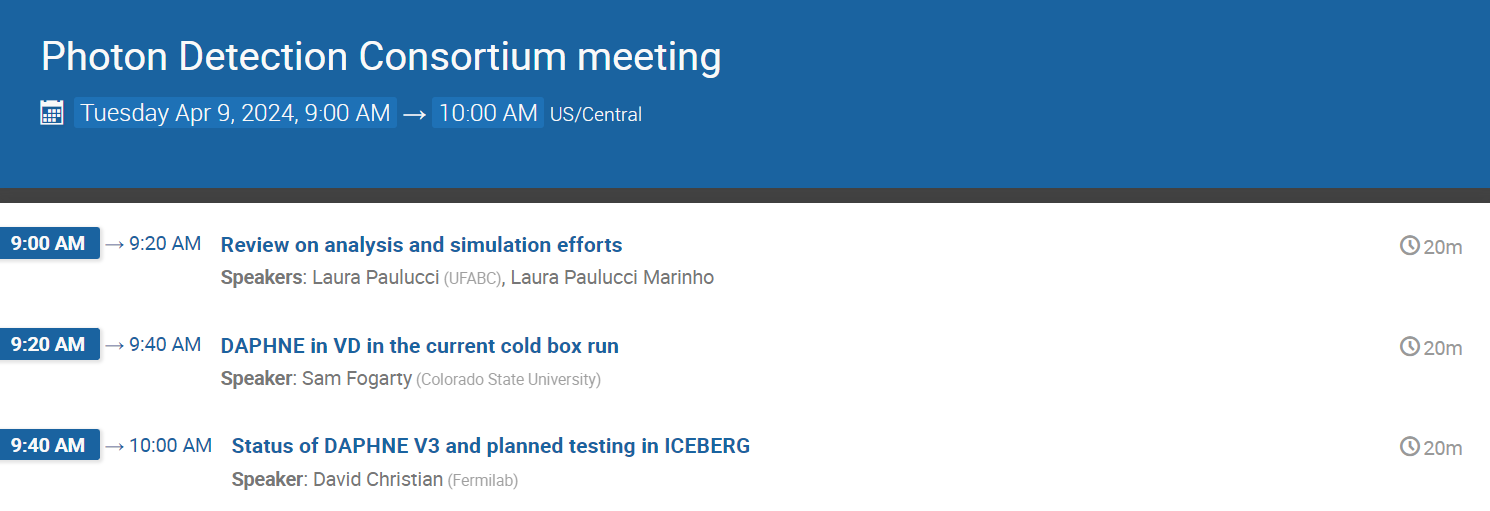 Photon Detection Consortium meeting
Tuesday Apr 9, 2024, 9:00 AM → 10:00 AM US/Central
9:00 AM → 9:20 AM Review on analysis and simulation efforts 20m
Speakers: Laura Paulucci (UFABC), Laura Paulucci Marinho
9:20 AM → 9:40 AM DAPHNE in VD in the current cold box run 20m
Speaker: Sam Fogarty (Colorado State University)
9:40 AM → 10:00 AM Status of DAPHNE V3 and planned testing in ICEBERG 20m
Speaker: David Christian (Fermilab)